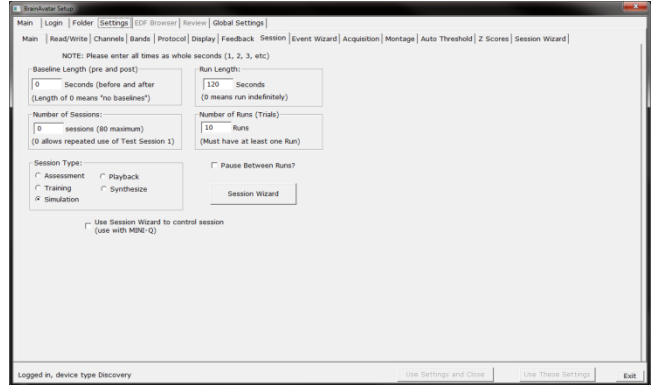 BrainAvatar Setup
Main Login Folder Settings EDF Browser Review Global Settings
Main Read/Write Channels Bands Protocol Display Feedback Session Event Wizard Acquisition Montage Auto Threshold Z Scores Session Wizard
NOTE: Please enter all times as whole seconds (1, 2, 3, etc)
Baseline Length (pre and post)
0 Seconds (before and after
(Length of 0 means "no baselines")
Run Length:
120 Seconds
(0 means run indefinitely)
Number of Sessions:
0 sessions (80 maximum)
(0 allows repeated use of Test Session 1)
Number of Runs (Trials)
10 Runs
(Must have at least one Run)
Session Type:
Assessment Playback
Training Synthesize
Simulation
Pause Between Runs?
Session Wizard
Use Session Wizard to control session
(use with MINI-Q)
Logged in, device type Discovery
Use Settings and Close
Use These Settings
Exit